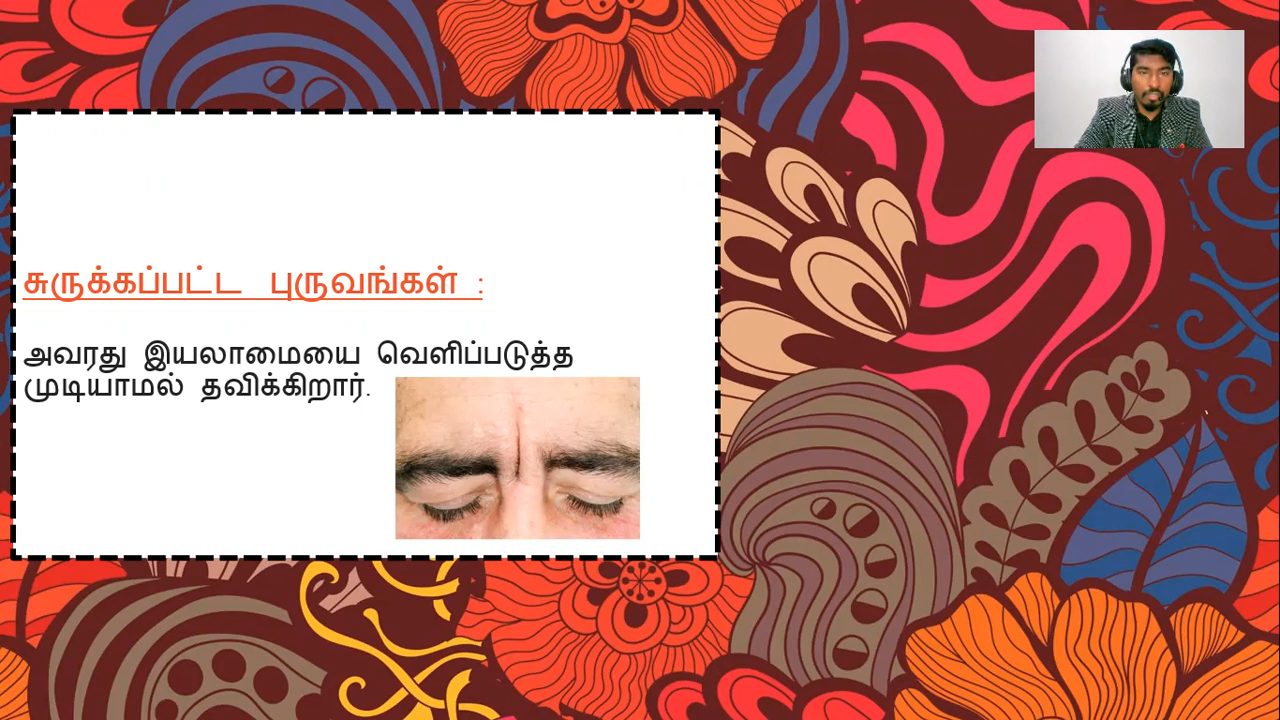 சுருக்கப்பட்ட புருவங்கள் :
அவரது இயலாமையை வெளிப்படுத்த
முடியாமல் தவிக்கிறார்.